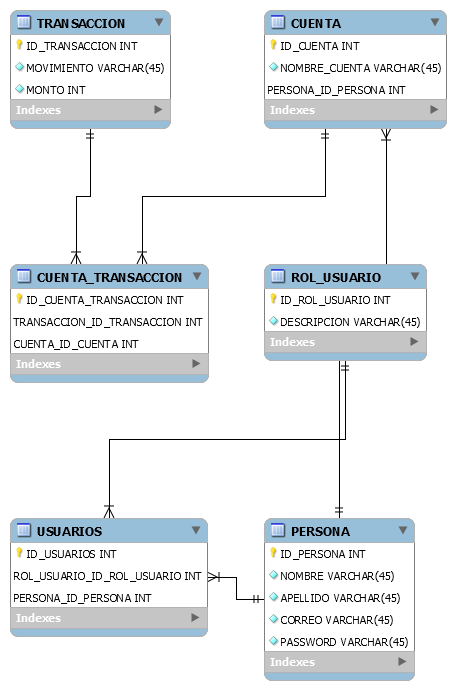 TRANSACCION
ID_TRANSACCION INT
MOVIMIENTO VARCHAR(45)
MONTO INT
Indexes
CUENTA
ID_CUENTA INT
NOMBRE_CUENTA VARCHAR(45)
PERSONA_ID_PERSONA INT
Indexes
CUENTA_TRANSACCION
ID_CUENTA_TRANSACCION INT
TRANSACCION_ID_TRANSACCION INT
CUENTA_ID_CUENTA INT
Indexes
ROL_USUARIO
ID_ROL_USUARIO INT
DESCRIPCION VARCHAR(45)
Indexes
USUARIOS
ID_USUARIOS INT
ROL_USUARIO_ID_ROL_USUARIO INT
PERSONA_ID_PERSONA INT
Indexes
PERSONA
ID_PERSONA INT
NOMBRE VARCHAR(45)
APELLIDO VARCHAR(45)
CORREO VARCHAR(45)
PASSWORD VARCHAR(45)
Indexes